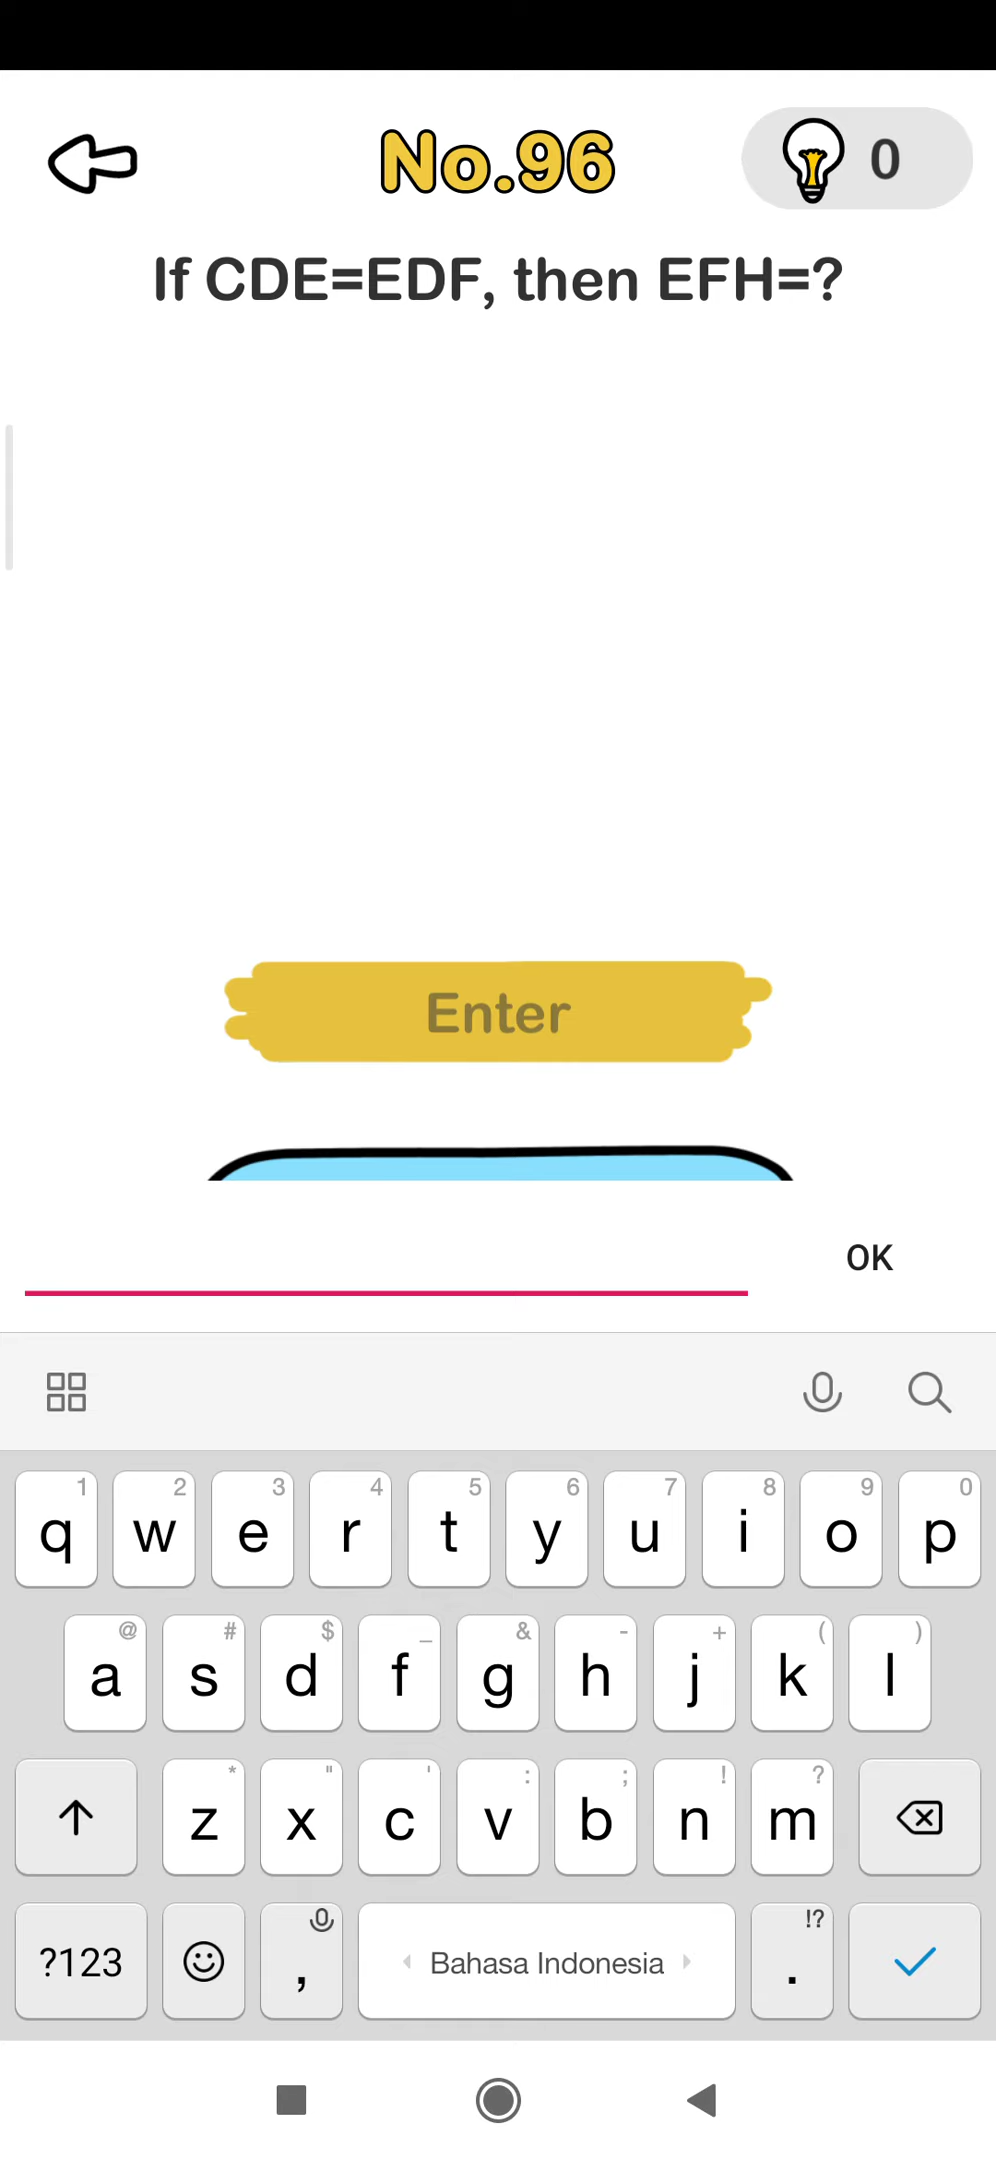 No.96
0
If CDE=EDF, then EFH=?
Enter
OK
1 2 3 4 5 6 7 8 9 0
q w e r t y u i o p
@ # $ _ & - + ( )
a s d f g h j k l
* " ' : ; ! ?
z x c v b n m
!?
?123 , Bahasa Indonesia .